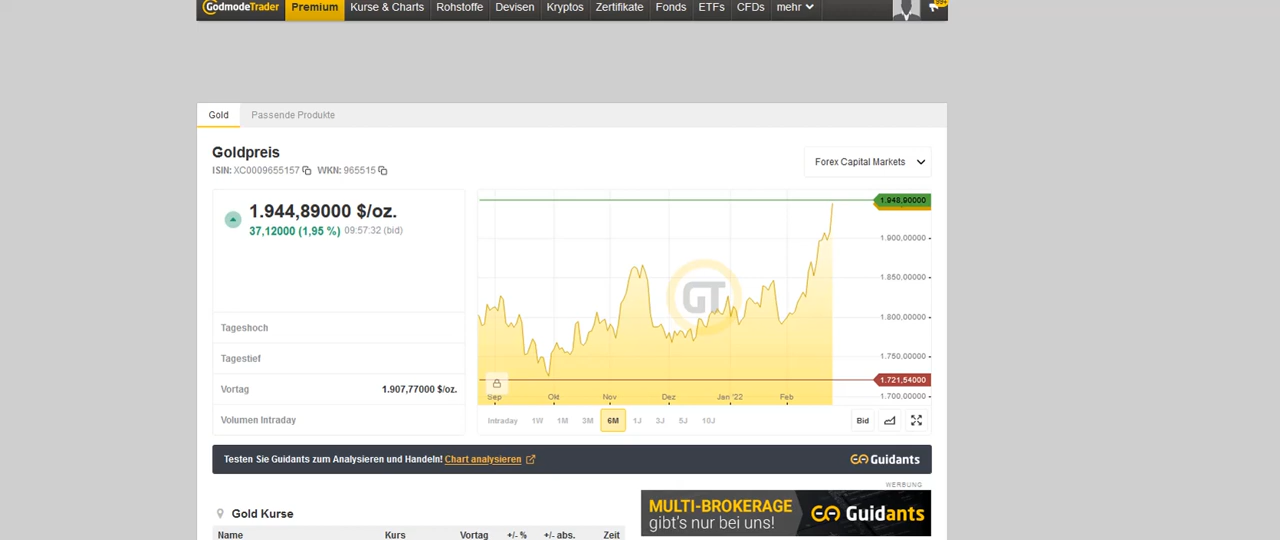 GodmodeTrader Premium Kurse & Charts Rohstoffe Devisen Kryptos Zertifikate Fonds ETFs CFDs mehr 99+
Gold Passende Produkte
Goldpreis
Forex Capital Markets
ISIN: XC0009655157 WKN: 965515
1.944,89000 $/oz.
37,12000 (1,95 %) 09:57:32 (bid)
Tageshoch
Tagestief
Vortag 1.907,77000 $/oz.
Volumen Intraday
1.948,90000
1.900,00000
1.850,00000
1.800,00000
1.750,00000
1.721,54000
1.700,00000
GT
Sep Okt Nov Dez Jan '22 Feb
Intraday 1W 1M 3M 6M 1J 3J 5J 10J Bid
Testen Sie Guidants zum Analysieren und Handeln! Chart analysieren Guidants
WERBUNG
MULTI-BROKERAGE
gibt's nur bei uns! Guidants
Gold Kurse
Name Kurs Vortag +/- % +/- abs. Zeit